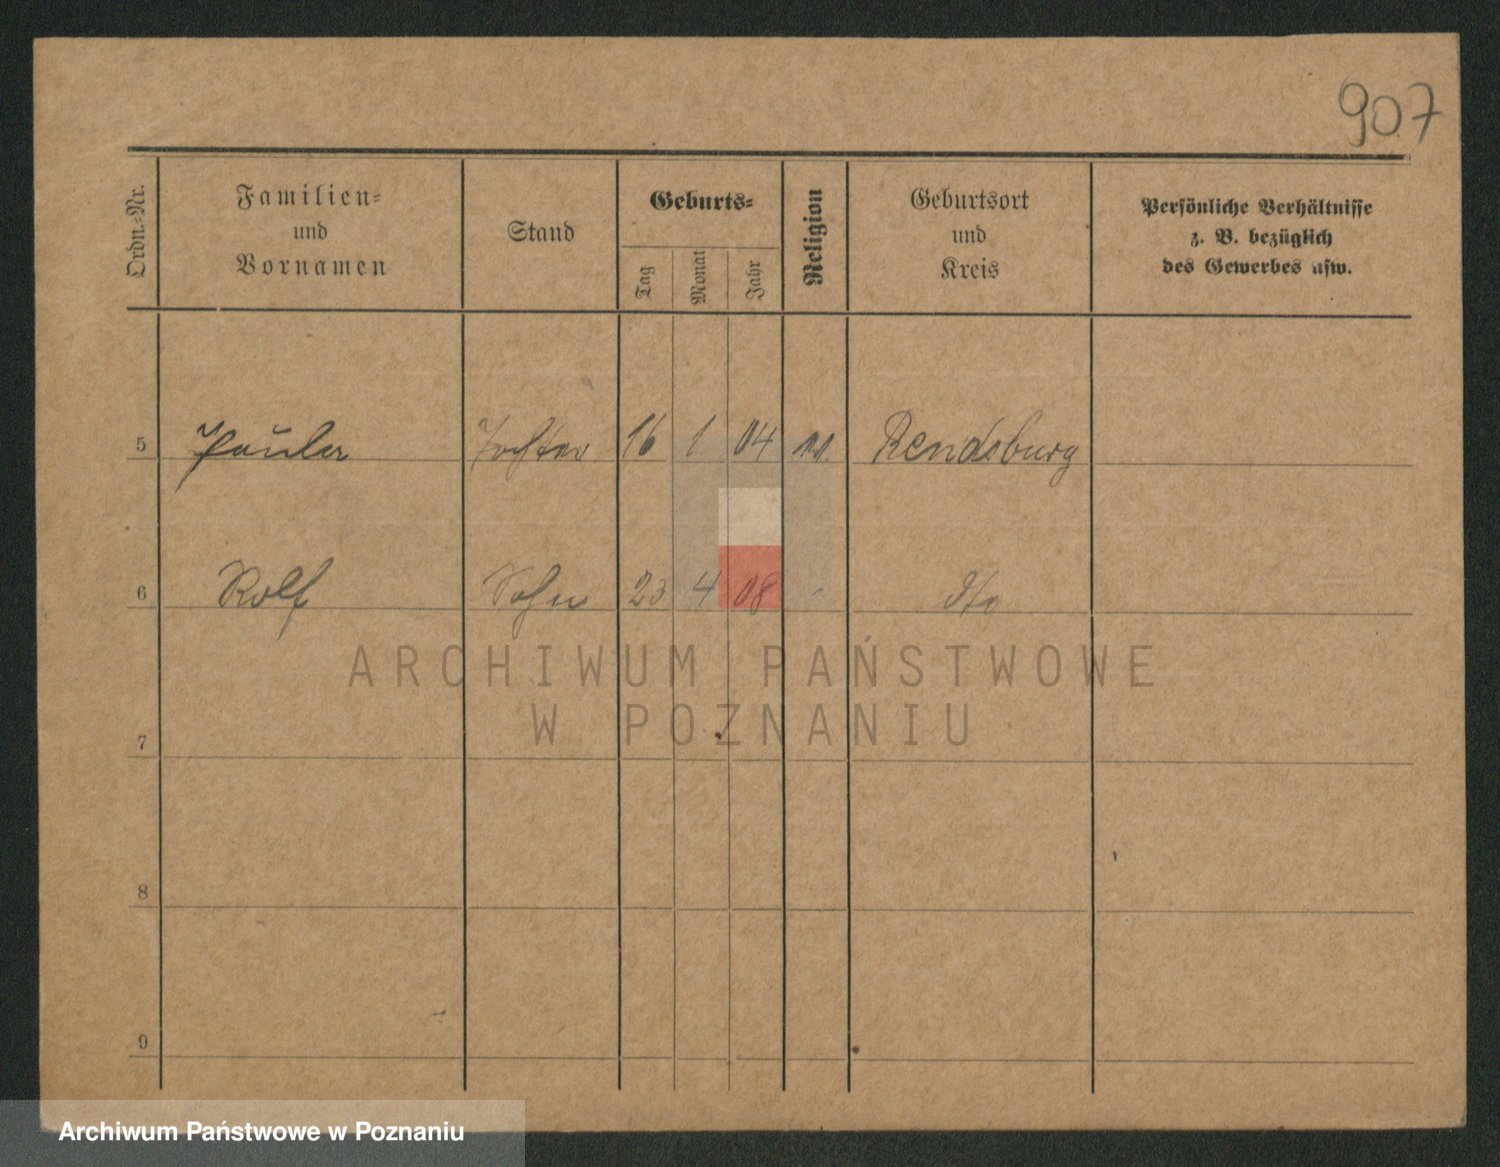 907
Ordn.-Nr.
Familien-
und
Vornamen
Stand
Geburts-
Tag
Monat
Jahr
Religion
Geburtsort
und
Kreis
Persönliche Verhältnisse
z. B. bezüglich
des Gewerbes usw.
5 Paula Tochter 16 1 04 Rendsburg
6 Rolf Sohn 23 4 08
ARCHIWUM PAŃSTWOWE
W POZNANIU
7
8
9
Archiwum Państwowe w Poznaniu